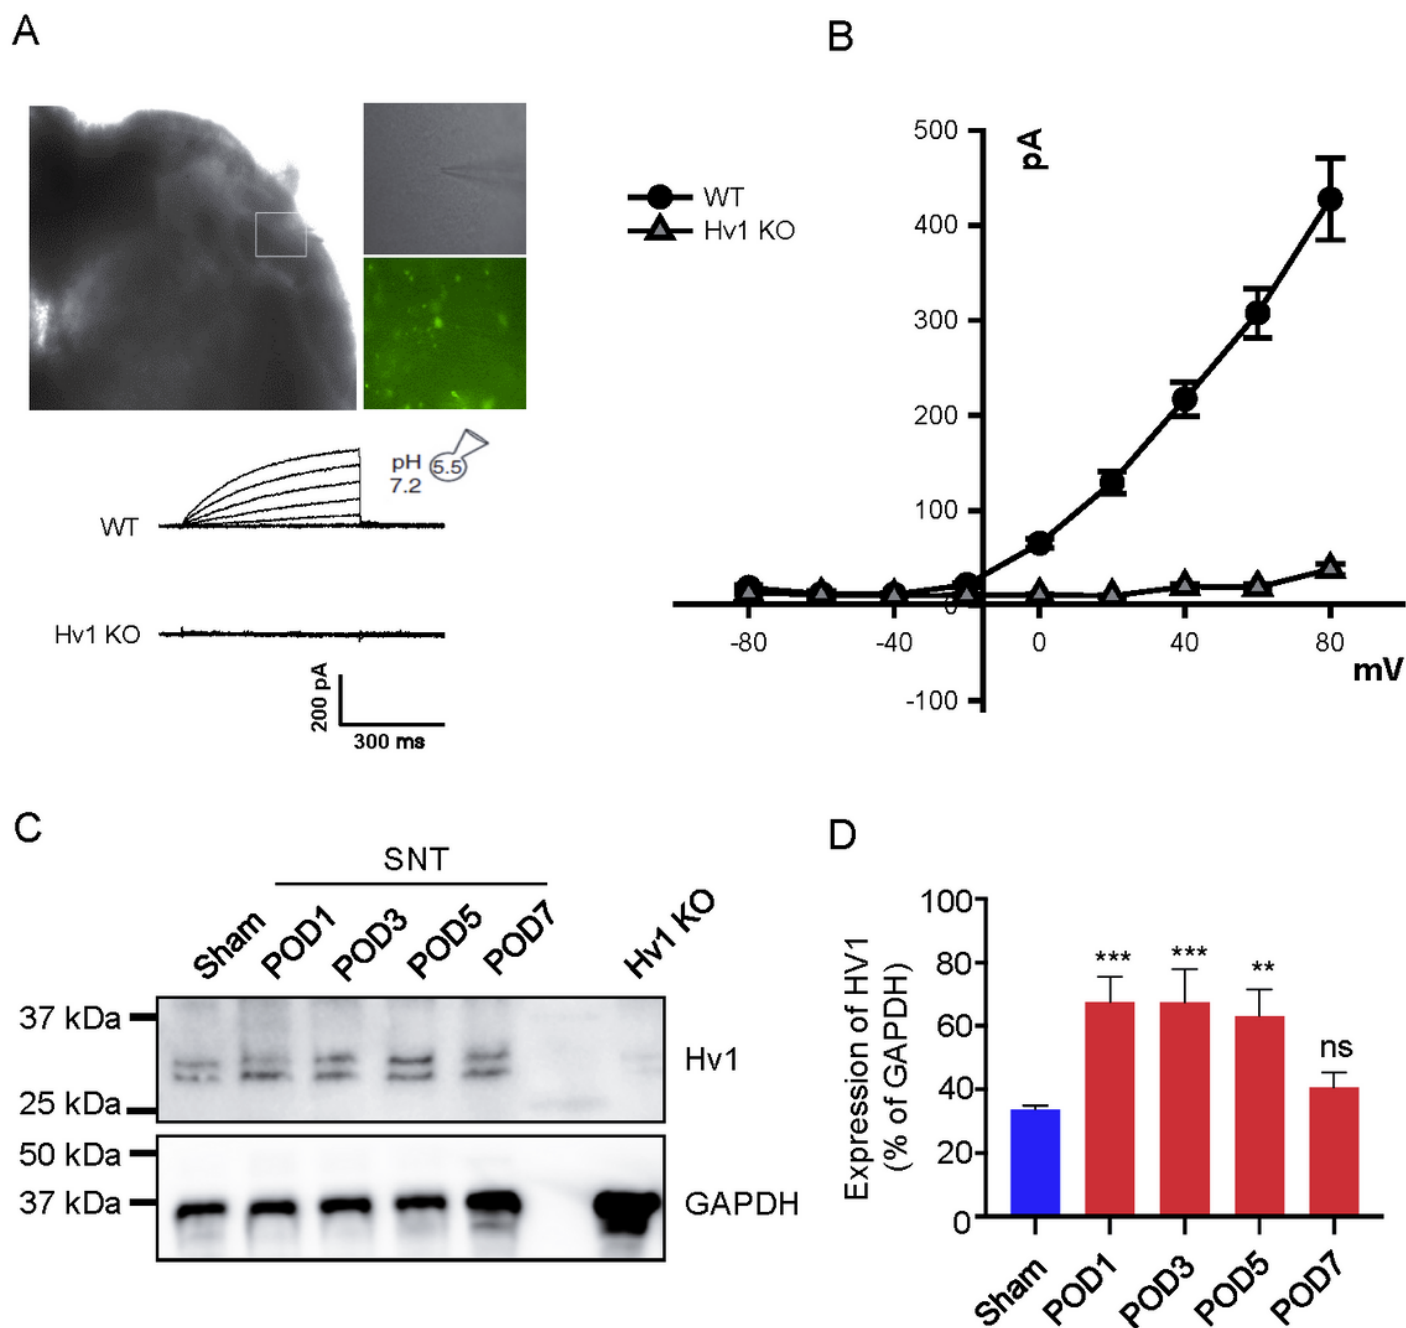 A
pH
7.2
5.5
WT
Hv1 KO
200 pA
300 ms
B
WT
Hv1 KO
pA
500
400
300
200
100
0
-100
-80
-40
0
40
80
mV
C
SNT
Sham
POD1
POD3
POD5
POD7
Hv1 KO
37 kDa
25 kDa
Hv1
50 kDa
37 kDa
GAPDH
D
Expression of HV1
(% of GAPDH)
100
80
60
40
20
0
***
***
**
ns
Sham
POD1
POD3
POD5
POD7